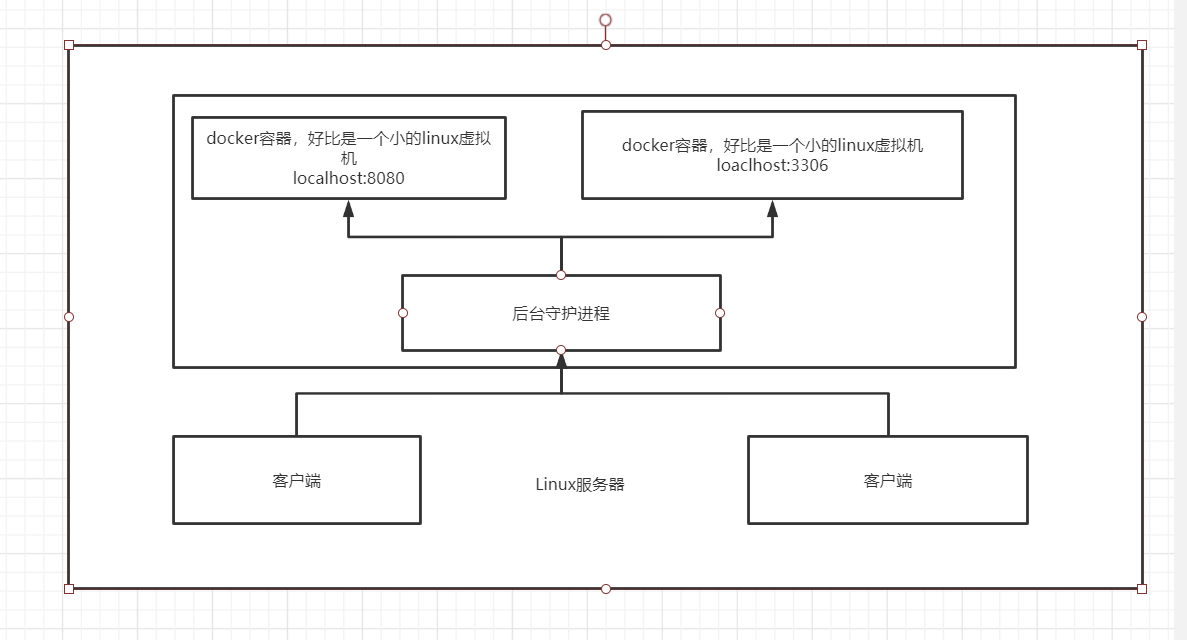 docker容器，好比是一个小的linux虚拟
机
localhost:8080
docker容器，好比是一个小的linux虚拟机
loaclhost:3306
后台守护进程
客户端
Linux服务器
客户端